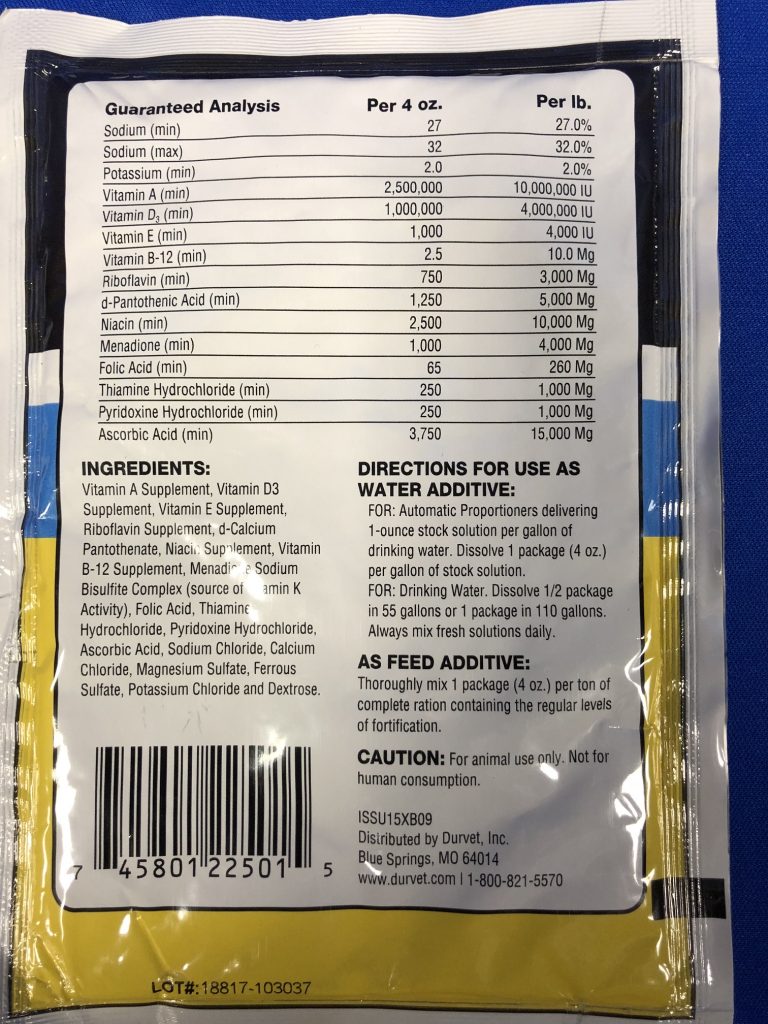 Guaranteed Analysis Per 4 oz. Per lb.
Sodium (min) 27 27.0%
Sodium (max) 32 32.0%
Potassium (min) 2.0 2.0%
Vitamin A (min) 2,500,000 10,000,000 IU
Vitamin D3 (min) 1,000,000 4,000,000 IU
Vitamin E (min) 1,000 4,000 IU
Vitamin B-12 (min) 2.5 10.0 Mg
Riboflavin (min) 750 3,000 Mg
d-Pantothenic Acid (min) 1,250 5,000 Mg
Niacin (min) 2,500 10,000 Mg
Menadione (min) 1,000 4,000 Mg
Folic Acid (min) 65 260 Mg
Thiamine Hydrochloride (min) 250 1,000 Mg
Pyridoxine Hydrochloride (min) 250 1,000 Mg
Ascorbic Acid (min) 3,750 15,000 Mg
INGREDIENTS:
Vitamin A Supplement, Vitamin D3
Supplement, Vitamin E Supplement,
Riboflavin Supplement, d-Calcium
Pantothenate, Niacin Supplement, Vitamin
B-12 Supplement, Sodium
Bisulfite Complex (source of K
Activity), Folic Acid, Thiamine
Hydrochloride, Pyridoxine Hydrochloride,
Ascorbic Acid, Sodium Chloride, Calcium
Chloride, Magnesium Sulfate, Ferrous
Sulfate, Potassium Chloride and Dextrose.
DIRECTIONS FOR USE AS
WATER ADDITIVE:
FOR: Automatic Proportioners delivering
1-ounce stock solution per gallon of
drinking water. Dissolve 1 package (4 oz.)
per gallon of stock solution.
FOR: Drinking Water. Dissolve 1/2 package
in 55 gallons or 1 package in 110 gallons.
Always mix fresh solutions daily.
AS FEED ADDITIVE:
Thoroughly mix 1 package (4 oz.) per ton of
complete ration containing the regular levels
of fortification.
CAUTION: For animal use only. Not for
human consumption.
ISSU15XB09
Disiributed by Durvet, Inc.
Blue Springs, MO 64014
www.durvet.com | 1-800-821-5570
7 45801 22501 5
LOT#:18817-103037